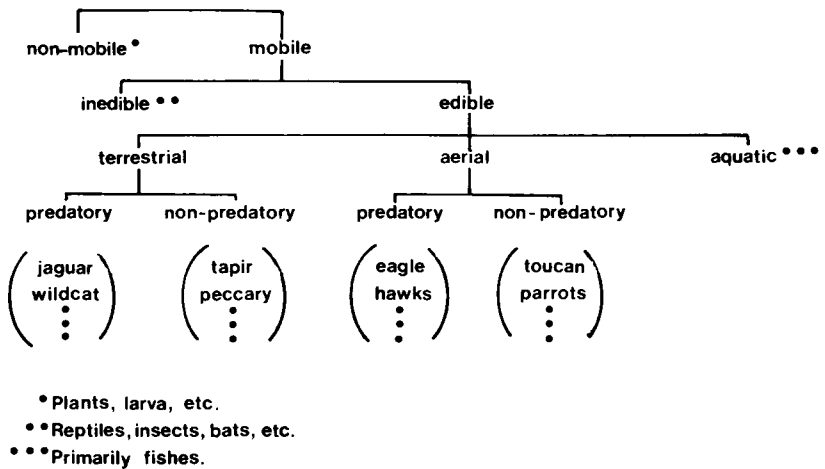 non-mobile • mobile
inedible • • edible
terrestrial aerial aquatic • • •
predatory non-predatory predatory non-predatory
jaguar tapir eagle toucan
wildcat peccary hawks parrots
• Plants, larva, etc.
• • Reptiles, insects, bats, etc.
• • • Primarily fishes.